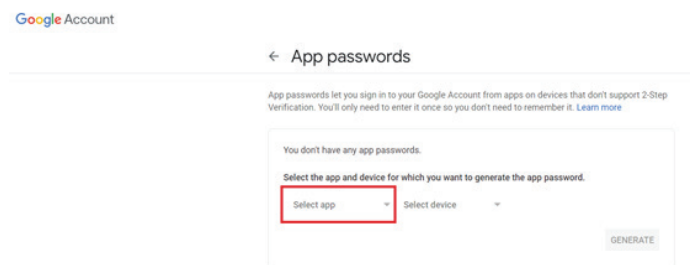 Google Account
← App passwords
App passwords let you sign in to your Google Account from apps on devices that don't support 2-Step
Verification. You'll only need to enter it once so you don't need to remember it. Learn more
You don't have any app passwords.
Select the app and device for which you want to generate the app password.
Select app Select device
GENERATE